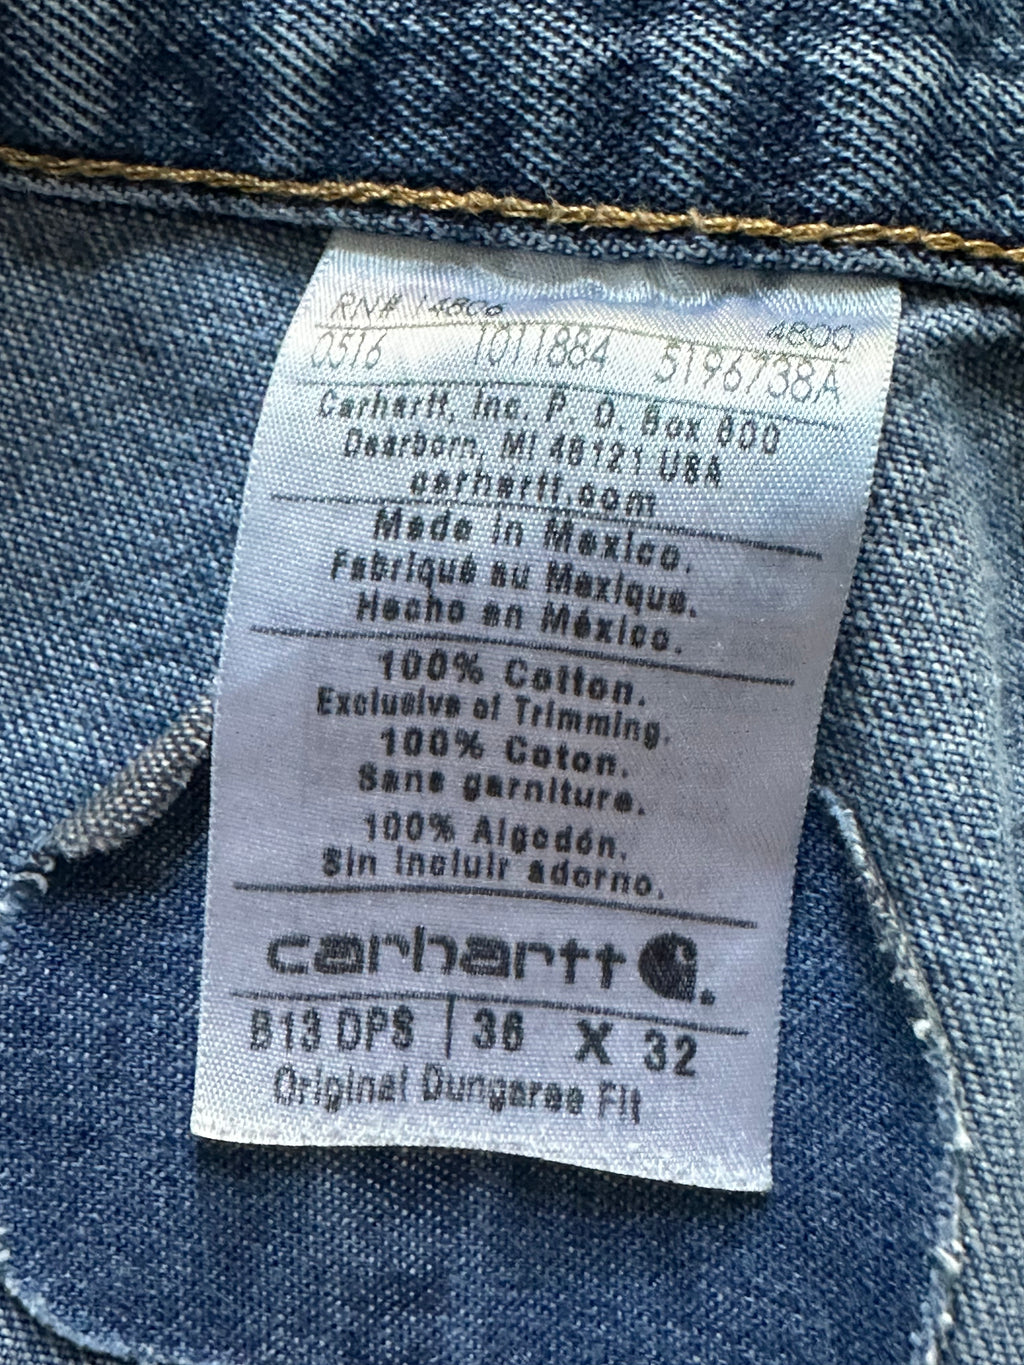 RN# 14806
4800
0516 1011884 5196738A
Carhartt, Inc. P. O. Box 600
Dearborn, MI 48121 USA
carhartt.com
Made in Mexico.
Fabriqué au Mexique.
Hecho en México.
100% Cotton.
Exclusive of Trimming.
100% Coton.
Sans garniture.
100% Algodón.
Sin incluir adorno.
carhartt
B13 DPS | 36 X 32
Original Dungaree Fit